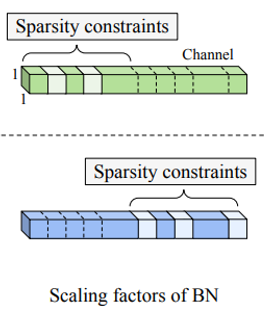 Sparsity constraints
Channel
1
1
Sparsity constraints
Scaling factors of BN